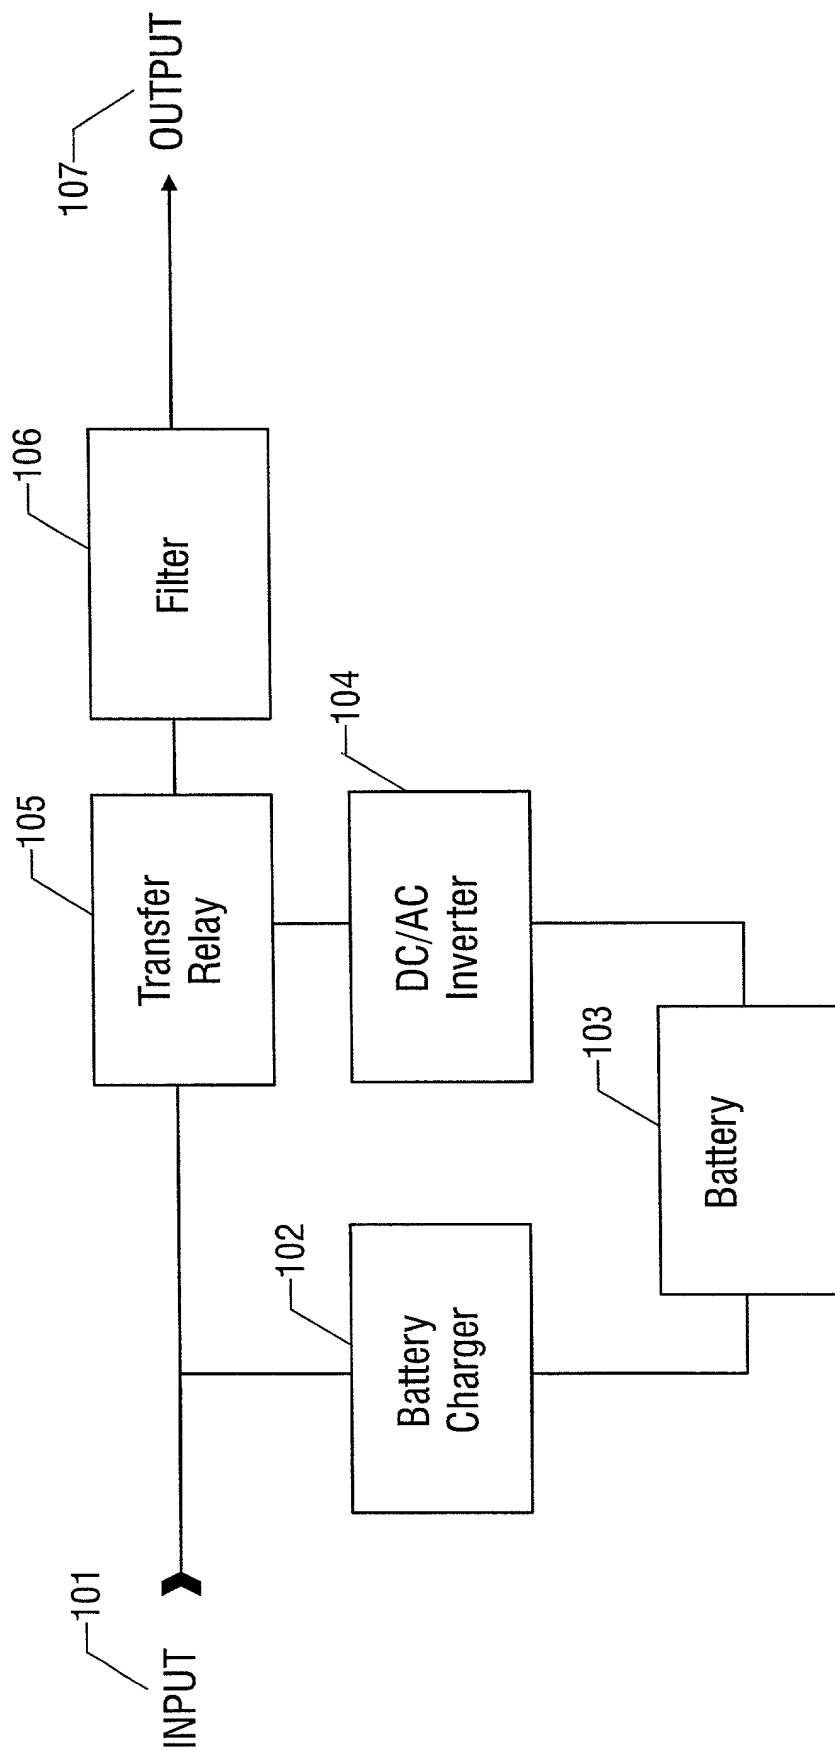 101
INPUT
102
Battery
Charger
103
Battery
104
DC/AC
Inverter
105
Transfer
Relay
106
Filter
107
OUTPUT